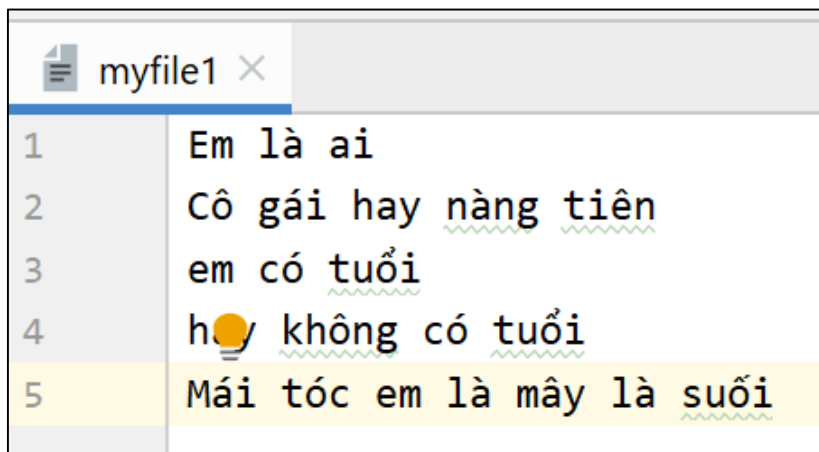 myfile1
1 Em là ai
2 Cô gái hay nàng tiên
3 em có tuổi
4 hay không có tuổi
5 Mái tóc em là mây là suối